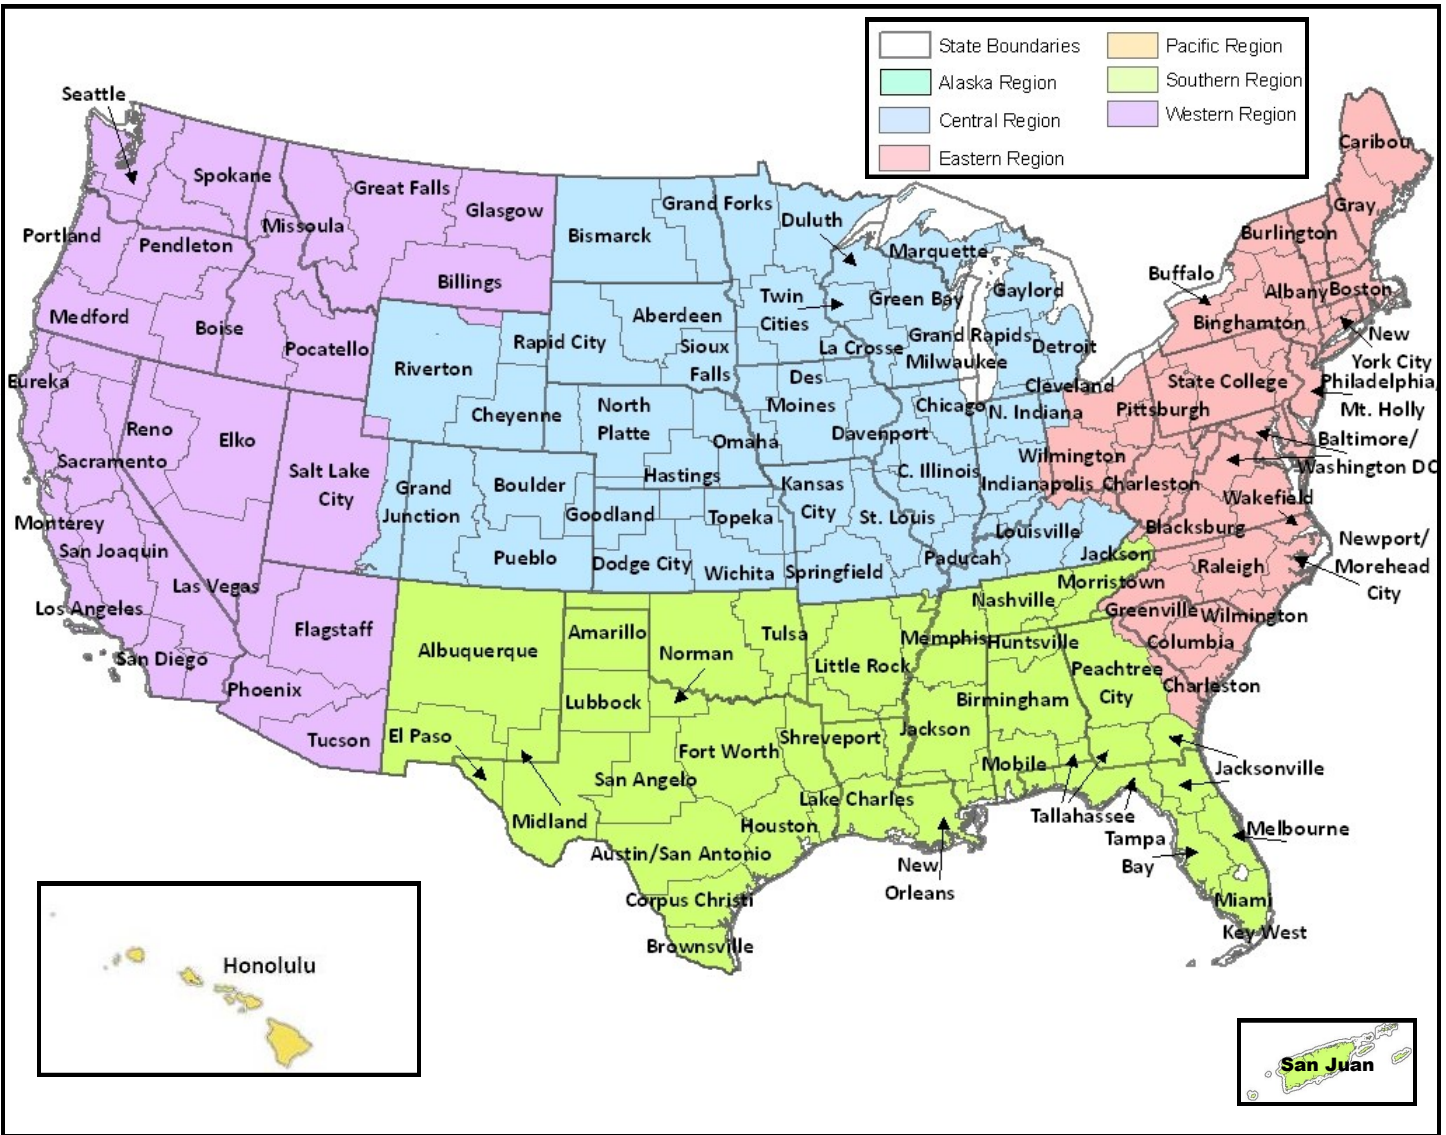 State Boundaries
Alaska Region
Central Region
Eastern Region
Pacific Region
Southern Region
Western Region
Seattle
Spokane
Great Falls
Glasgow
Missoula
Portland
Pendleton
Billings
Medford
Boise
Pocatello
Eureka
Reno
Elko
Sacramento
Salt Lake
City
Monterey
San Joaquin
Las Vegas
Los Angeles
Flagstaff
San Diego
Phoenix
Tucson
Bismarck
Grand Forks
Duluth
Marquette
Twin
Cities
Green Bay
Gaylord
Aberdeen
Rapid City
Sioux
Falls
La Crosse
Grand Rapids
Milwaukee
Detroit
Riverton
Cheyenne
North
Platte
Des
Moines
Omaha
Davenport
Chicago
N. Indiana
Hastings
Grand
Junction
Boulder
Goodland
Topeka
Kansas
City
C. Illinois
Indianapolis
St. Louis
Louisville
Pueblo
Dodge City
Wichita
Springfield
Paducah
Jackson
Caribou
Gray
Burlington
Buffalo
Albany
Boston
Binghamton
New
York City
Cleveland
State College
Philadelphia/
Mt. Holly
Pittsburgh
Baltimore/
Washington DC
Wilmington
Charleston
Wakefield
Blacksburg
Newport/
Morehead
City
Raleigh
Greenville
Wilmington
Columbia
Charleston
Morristown
Nashville
Memphis
Huntsville
Peachtree
City
Albuquerque
Amarillo
Norman
Tulsa
Little Rock
Lubbock
Birmingham
El Paso
Fort Worth
Shreveport
Jackson
San Angelo
Mobile
Jacksonville
Midland
Lake Charles
Tallahassee
Houston
Tampa
Bay
Melbourne
Austin/San Antonio
New
Orleans
Corpus Christi
Miami
Brownsville
Key West
Honolulu
San Juan